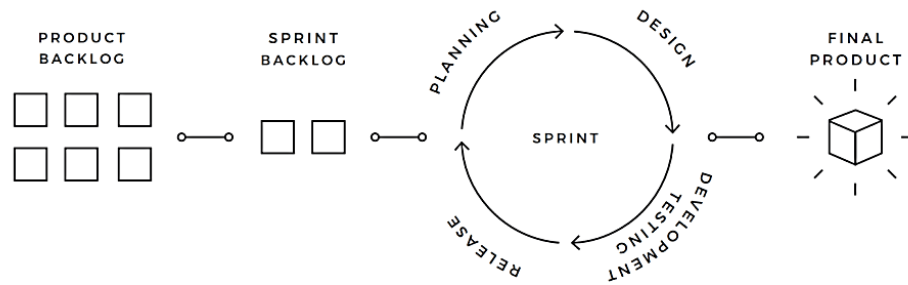 PRODUCT
BACKLOG
SPRINT
BACKLOG
PLANNING
DESIGN
SPRINT
DEVELOPMENT
TESTING
RELEASE
FINAL
PRODUCT